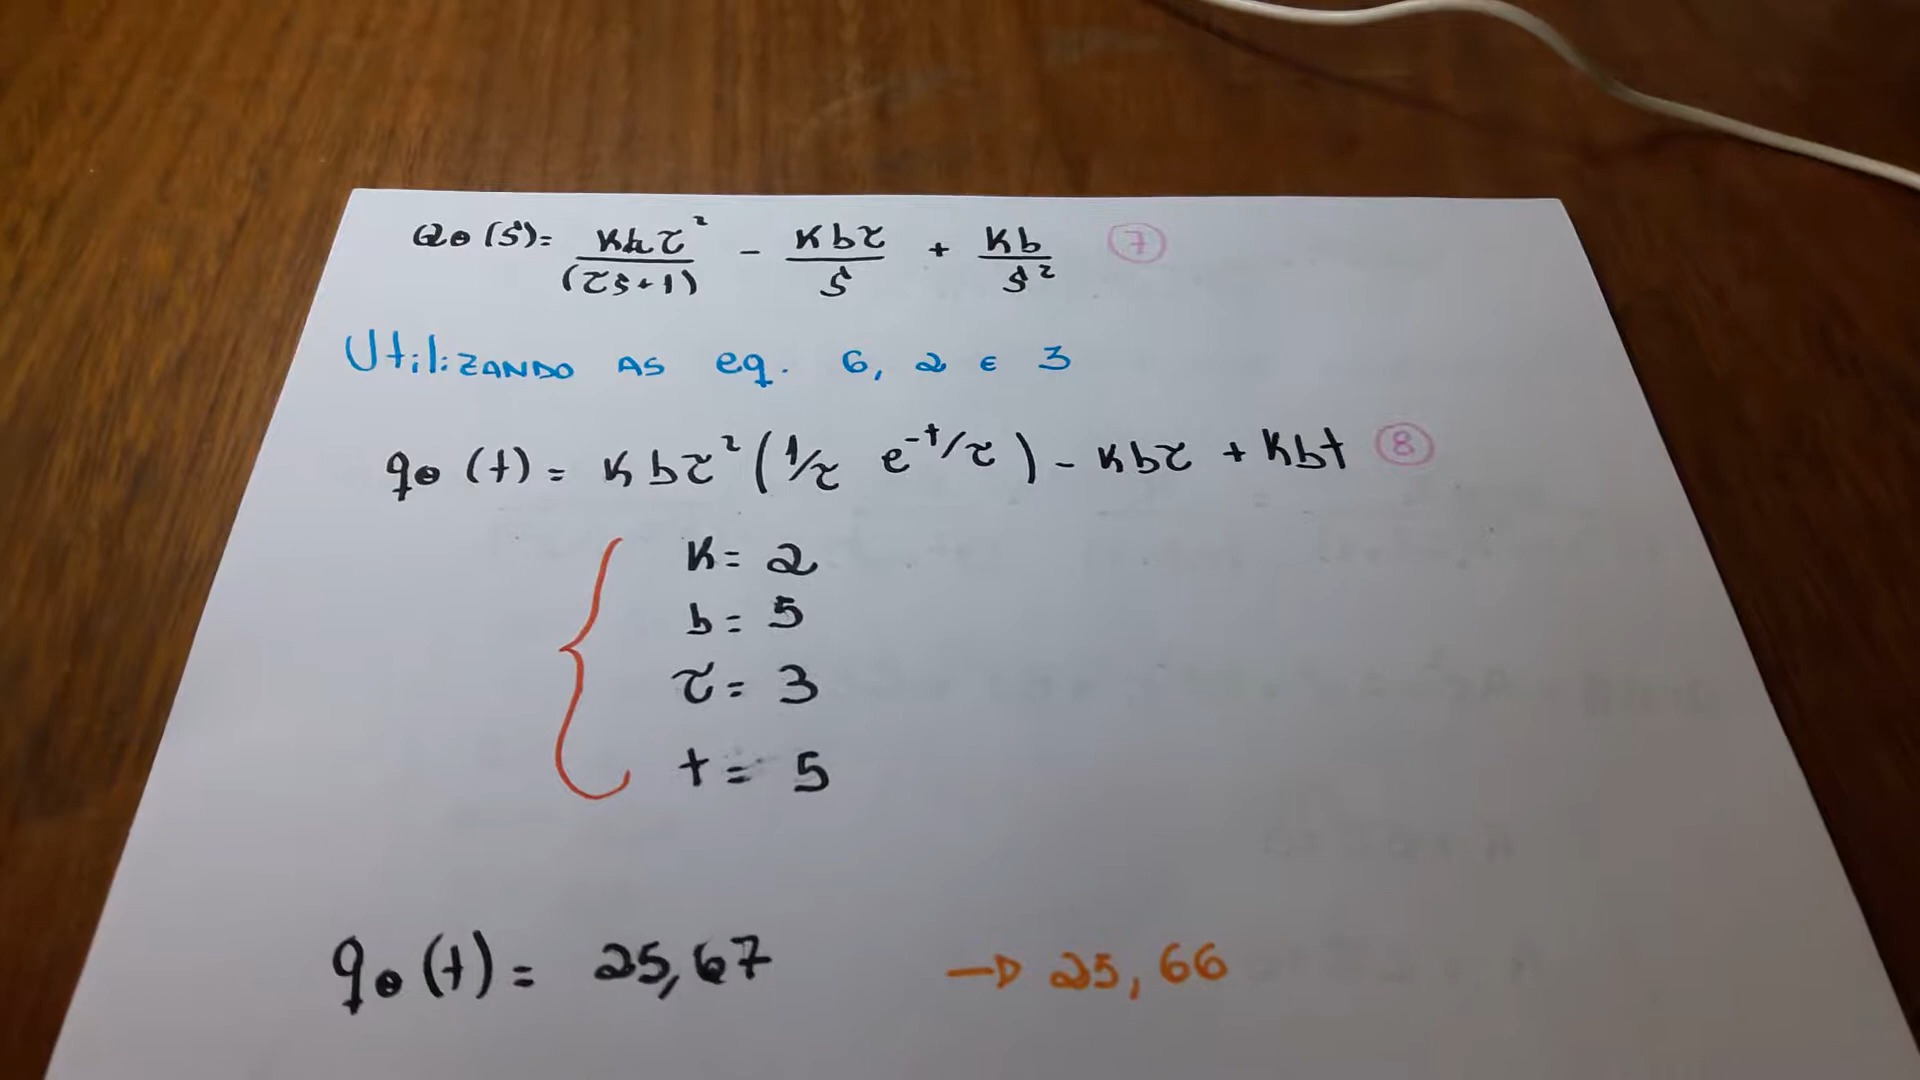 Qo(s)= Kbτ²/(τs+1) - Kbτ/s + Kb/s² 7
Utilizando as eq. 6, 2 e 3
qo(t)= Kbτ²(1/τ e^-t/τ) - Kbτ + Kbt 8
K= 2
b= 5
τ= 3
t= 5
qo(t)= 25,67 → 25,66